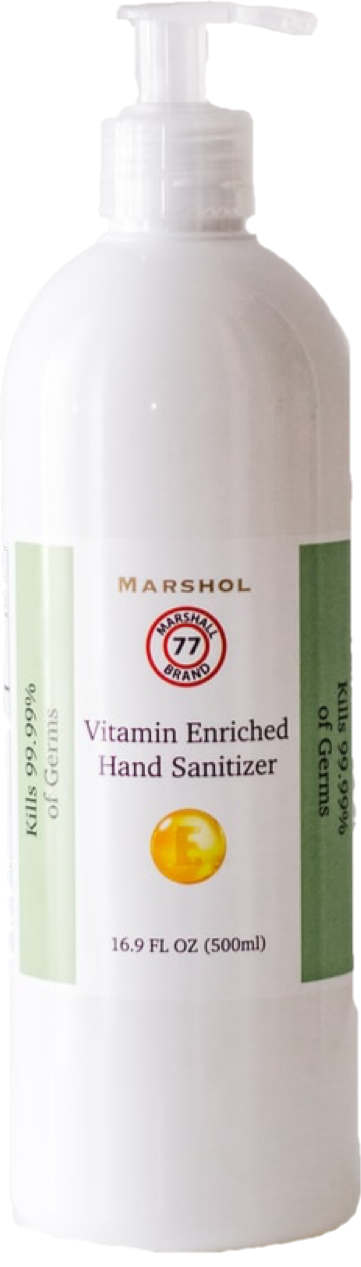 MARSHOL
MARSHALL
77
BRAND
Vitamin Enriched
Hand Sanitizer
E
16.9 FL OZ (500ml)
Kills 99.99%
of Germs
Kills 99.99%
of Germs